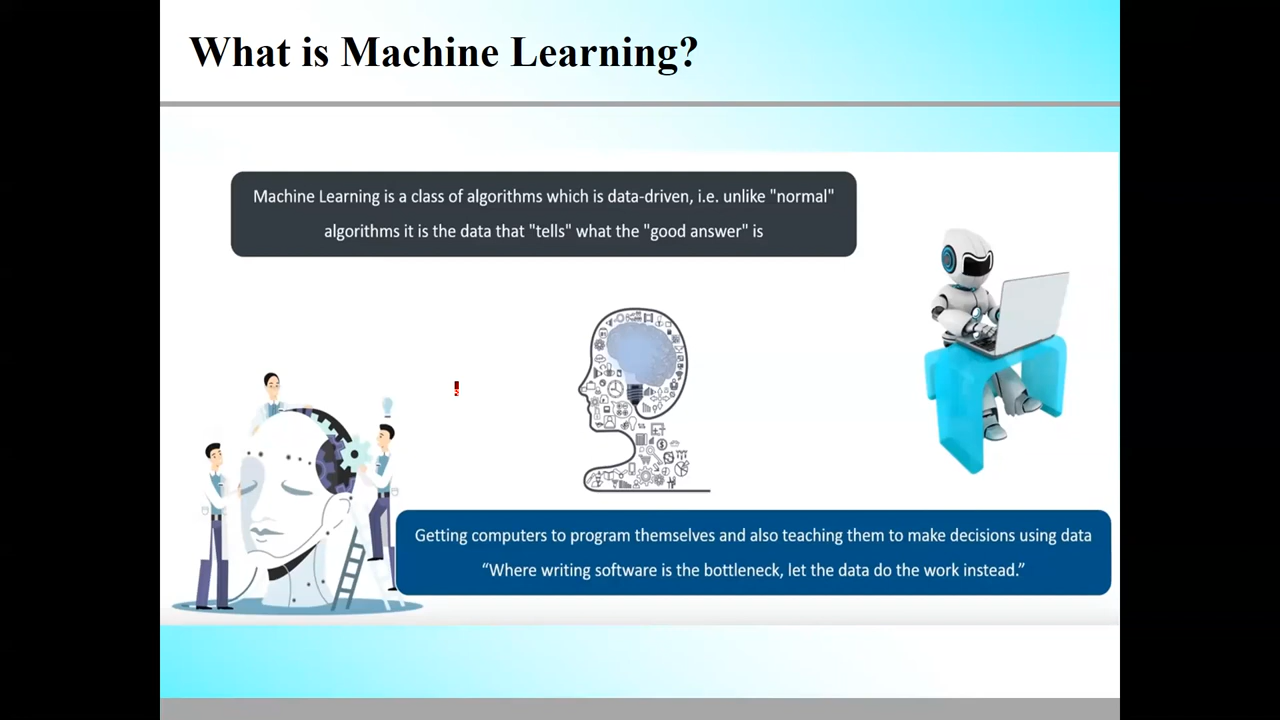 What is Machine Learning?
Machine Learning is a class of algorithms which is data-driven, i.e. unlike "normal"
algorithms it is the data that "tells" what the "good answer" is
Getting computers to program themselves and also teaching them to make decisions using data
“Where writing software is the bottleneck, let the data do the work instead.”